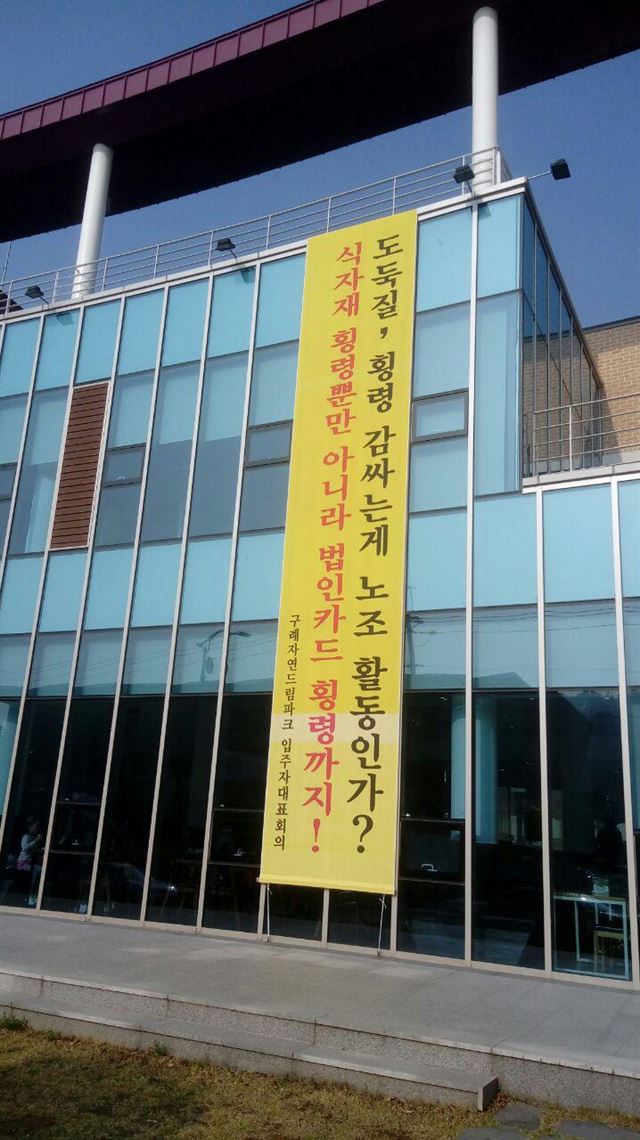 도둑질, 횡령 감싸는게 노조 활동인가?
식자재 횡령뿐만 아니라 법인카드 횡령까지!
구례자연드림파크 입주자대표회의